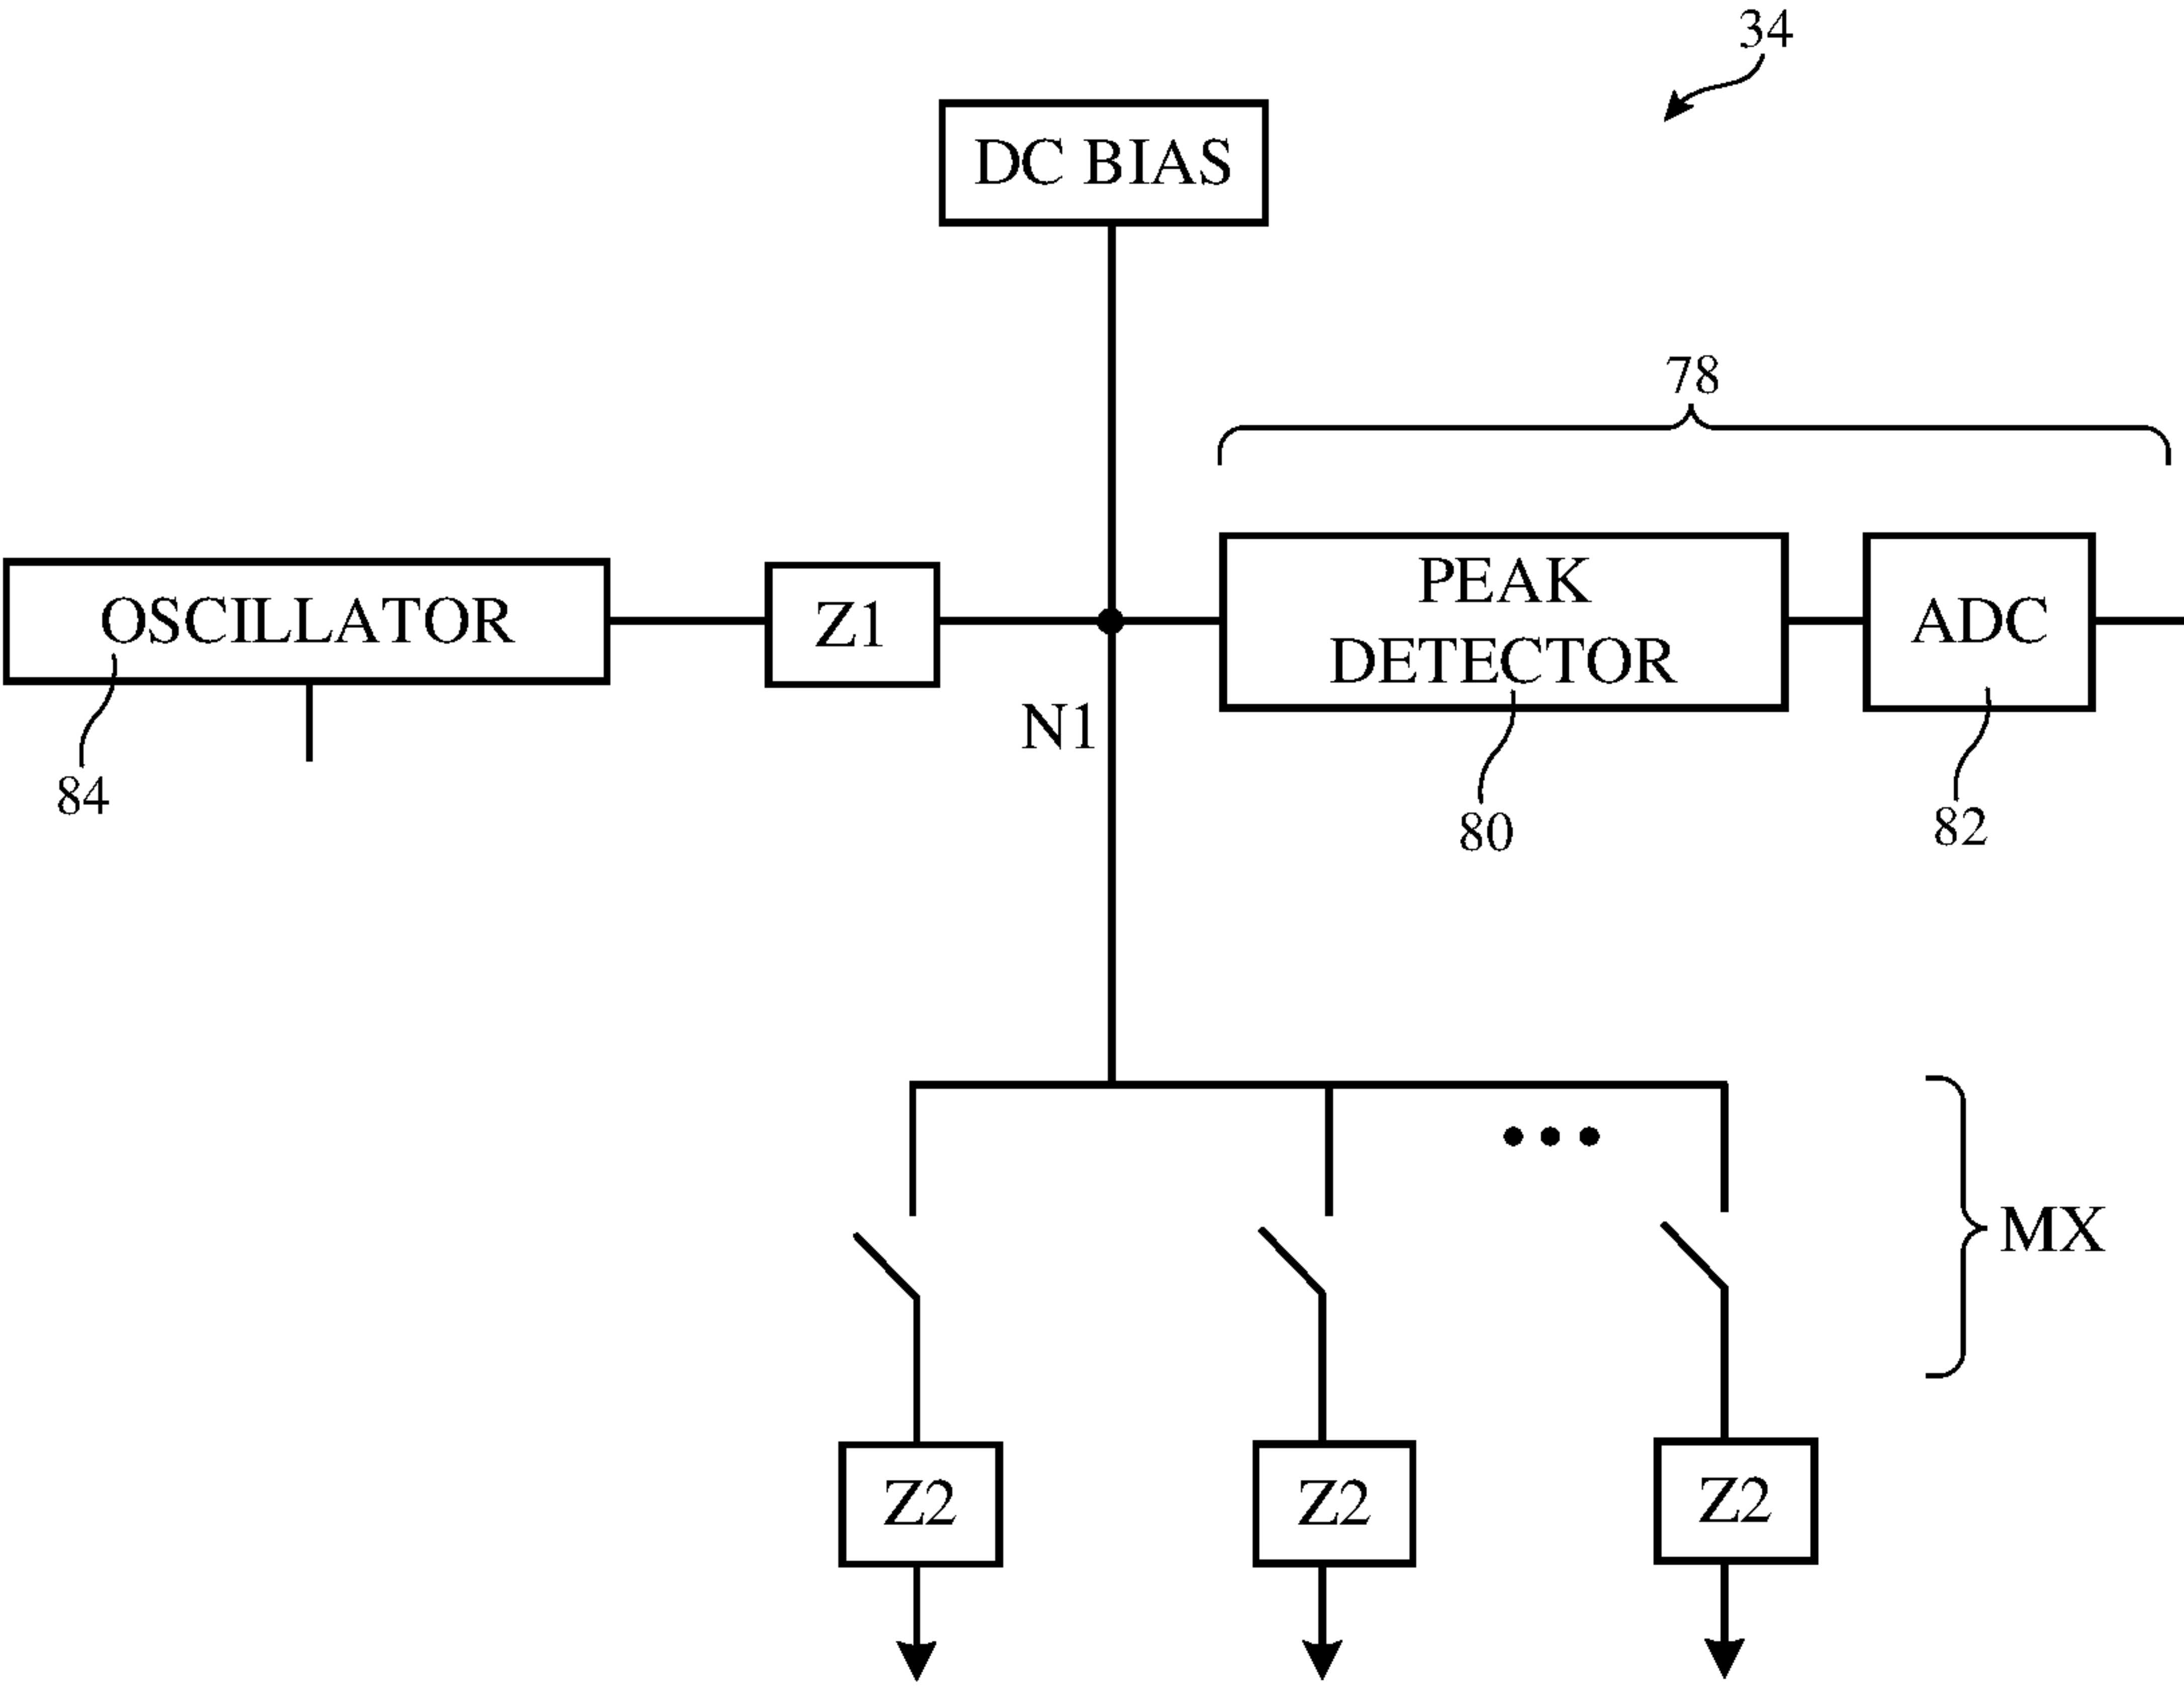 34
DC BIAS
78
OSCILLATOR
Z1
PEAK
DETECTOR
ADC
N1
84
80
82
MX
Z2
Z2
Z2